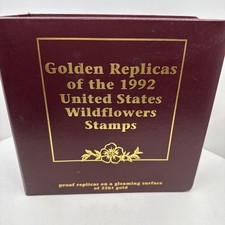 Golden Replicas
of the 1992
United States
Wildflowers
Stamps
proof replicas on a gleaming surface
of 22kt gold